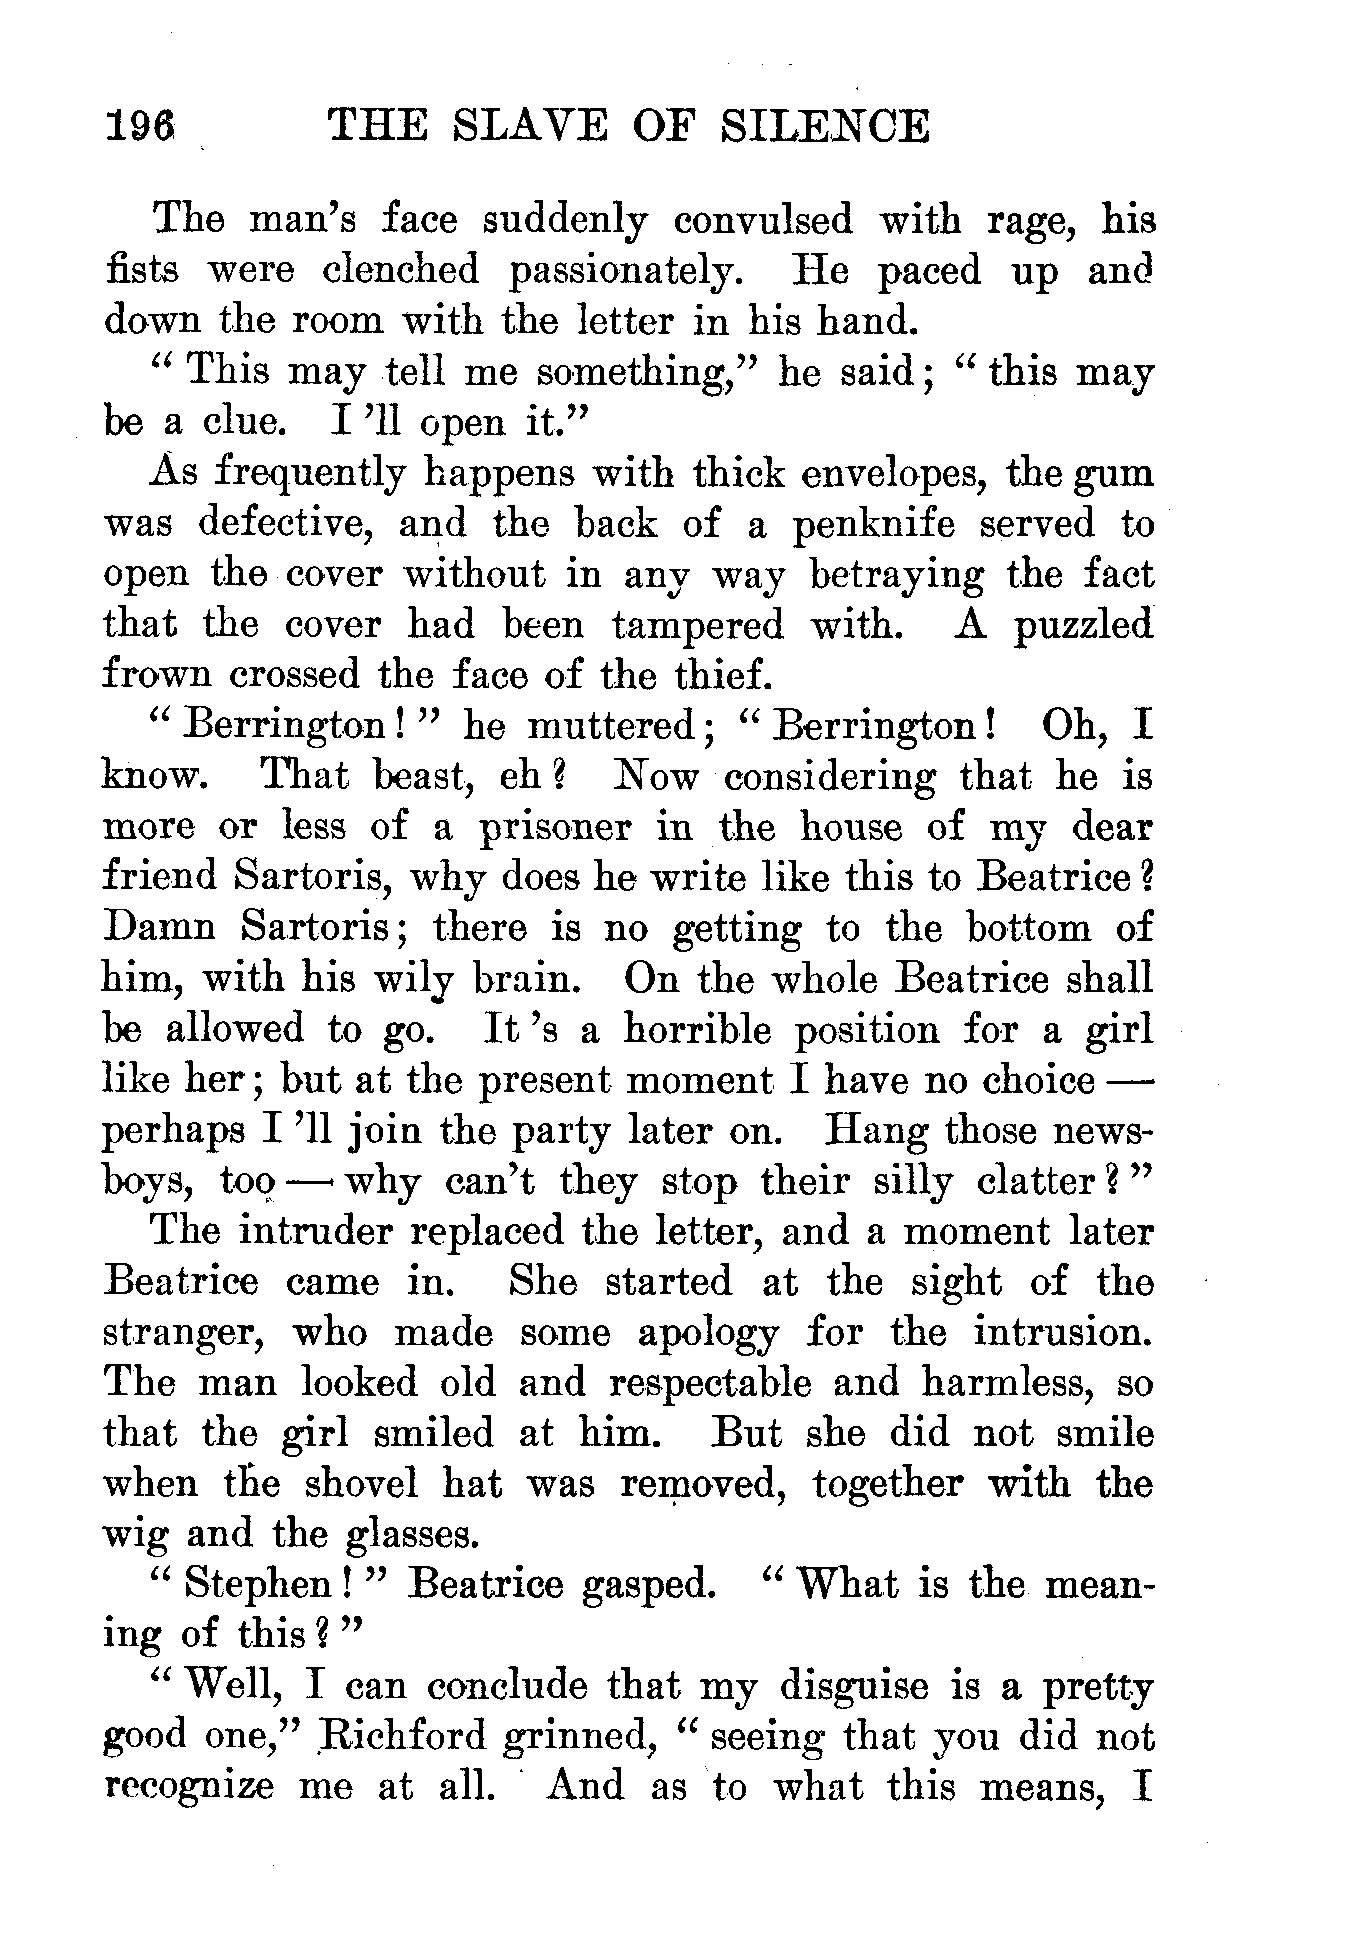 196 THE SLAVE OF SILENCE
The man's face suddenly convulsed with rage, his
fists were clenched passionately. He paced up and
down the room with the letter in his hand.
" This may tell me something," he said; " this may
be a clue. I 'll open it."
As frequently happens with thick envelopes, the gum
was defective, and the back of a penknife served to
open the cover without in any way betraying the fact
that the cover had been tampered with. A puzzled
frown crossed the face of the thief.
" Berrington! " he muttered; " Berrington! Oh, I
know. That beast, eh? Now considering that he is
more or less of a prisoner in the house of my dear
friend Sartoris, why does he write like this to Beatrice?
Damn Sartoris; there is no getting to the bottom of
him, with his wily brain. On the whole Beatrice shall
be allowed to go. It 's a horrible position for a girl
like her; but at the present moment I have no choice —
perhaps I 'll join the party later on. Hang those news-
boys, too — why can't they stop their silly clatter? "
The intruder replaced the letter, and a moment later
Beatrice came in. She started at the sight of the
stranger, who made some apology for the intrusion.
The man looked old and respectable and harmless, so
that the girl smiled at him. But she did not smile
when the shovel hat was removed, together with the
wig and the glasses.
" Stephen! " Beatrice gasped. " What is the mean-
ing of this? "
" Well, I can conclude that my disguise is a pretty
good one," Richford grinned, " seeing that you did not
recognize me at all. And as to what this means, I